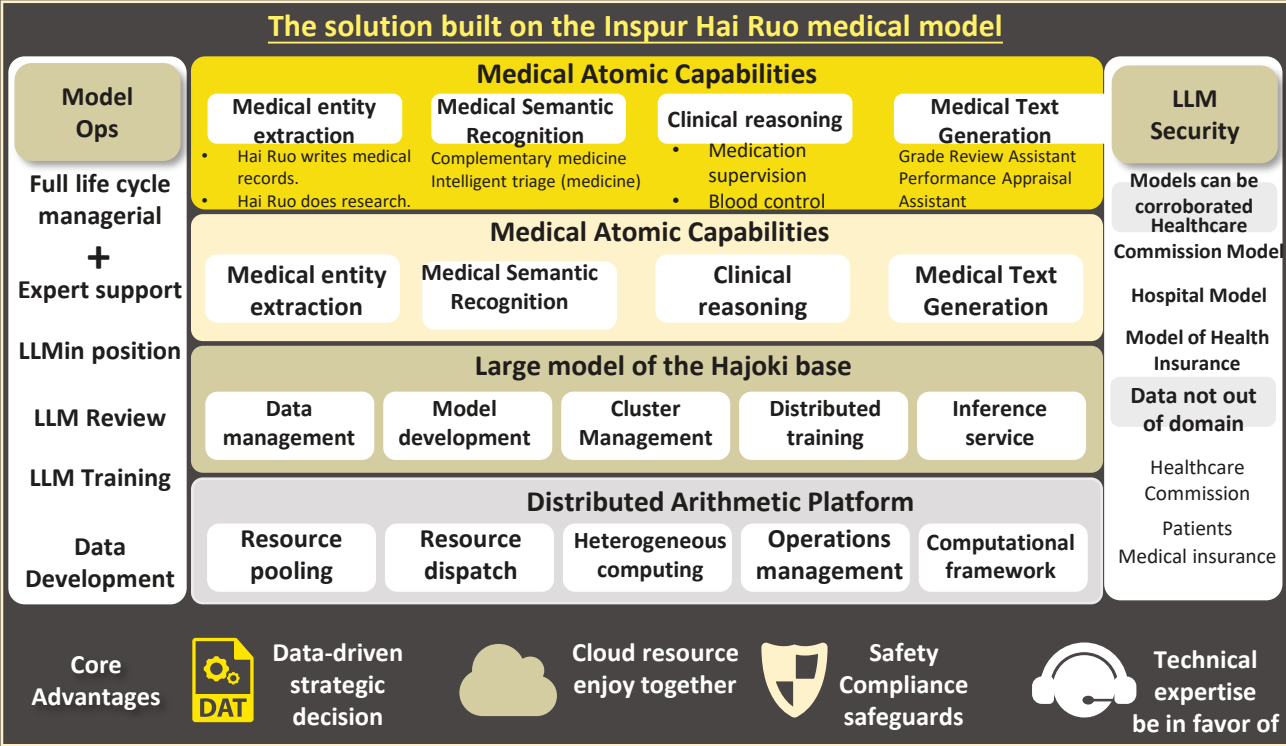 The solution built on the Inspur Hai Ruo medical model
Model
Ops
Full life cycle
managerial
+
Expert support
LLMin position
LLM Review
LLM Training
Data
Development
Medical Atomic Capabilities
Medical entity
extraction
• Hai Ruo writes medical
records.
• Hai Ruo does research.
Medical Semantic
Recognition
Complementary medicine
Intelligent triage (medicine)
Clinical reasoning
• Medication
supervision
• Blood control
Medical Text
Generation
Grade Review Assistant
Performance Appraisal
Assistant
Medical Atomic Capabilities
Medical entity
extraction
Medical Semantic
Recognition
Clinical
reasoning
Medical Text
Generation
Large model of the Hajoki base
Data
management
Model
development
Cluster
Management
Distributed
training
Inference
service
Distributed Arithmetic Platform
Resource
pooling
Resource
dispatch
Heterogeneous
computing
Operations
management
Computational
framework
LLM
Security
Models can be
corroborated
Healthcare
Commission Model
Hospital Model
Model of Health
Insurance
Data not out
of domain
Healthcare
Commission
Patients
Medical insurance
Core
Advantages
DAT
Data-driven
strategic
decision
Cloud resource
enjoy together
Safety
Compliance
safeguards
Technical
expertise
be in favor of